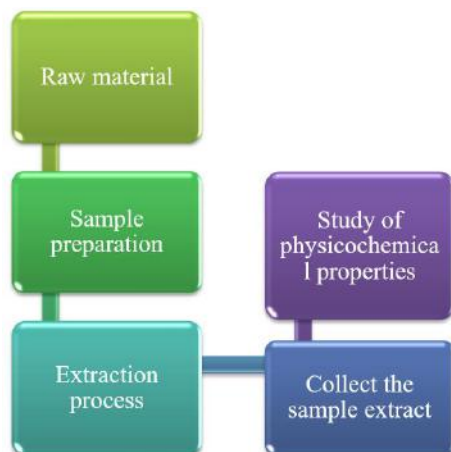 Raw material
Sample
preparation
Extraction
process
Collect the
sample extract
Study of
physicochemica
l properties